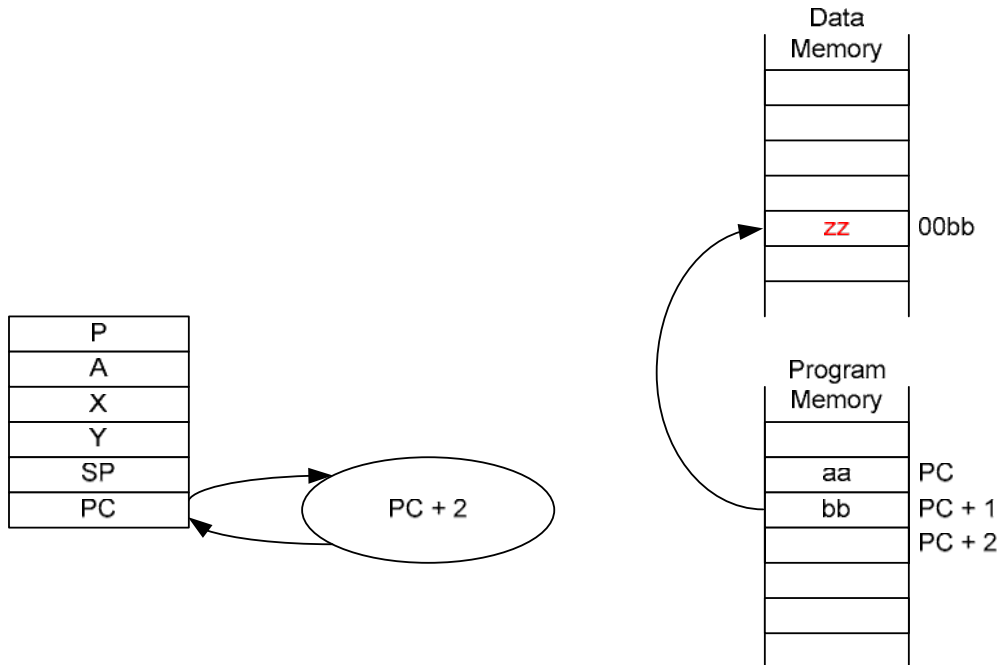 Data
Memory
zz
00bb
P
A
X
Y
SP
PC
PC + 2
Program
Memory
aa
PC
bb
PC + 1
PC + 2